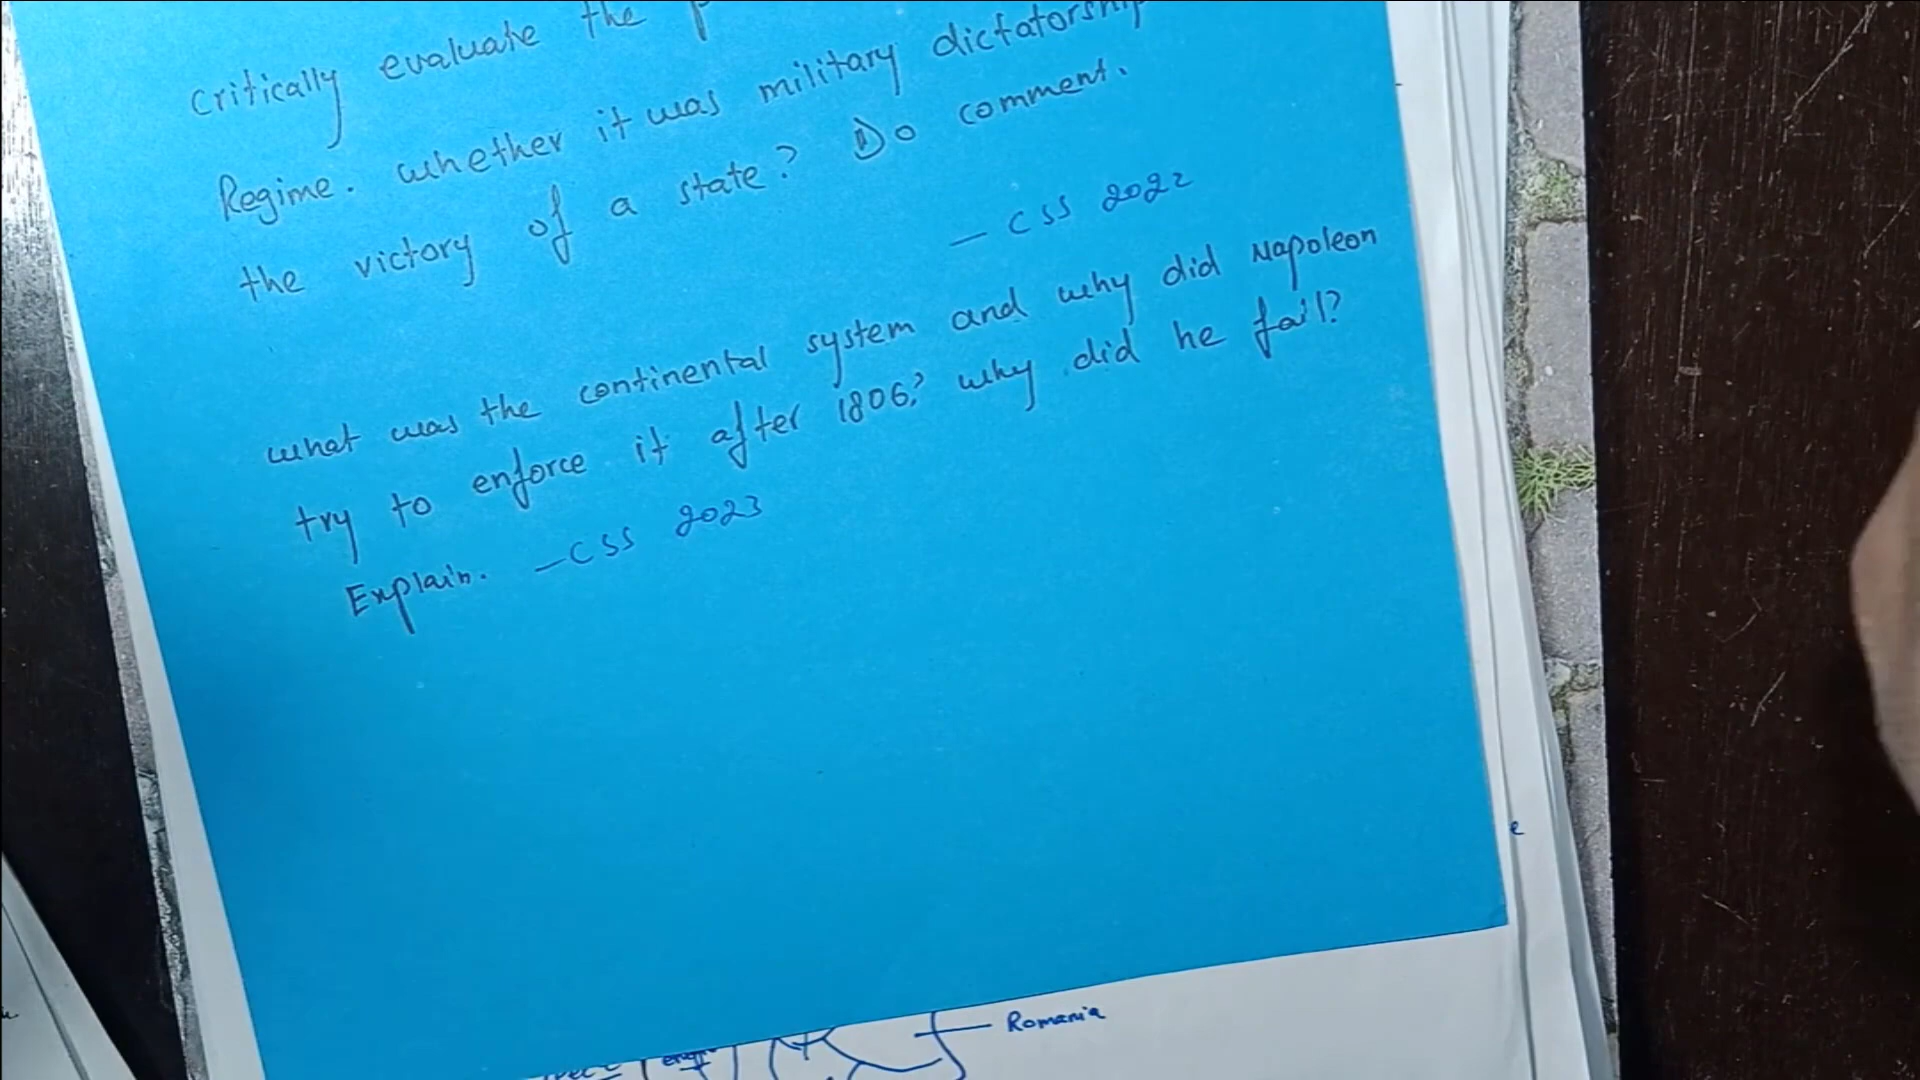 critically evaluate the
Regime. whether it was military dictatorship
the victory of a state? Do comment.
– CSS 2022
what was the continental system and why did Napoleon
try to enforce it after 1806? why did he fail?
Explain. – CSS 2023
Romania